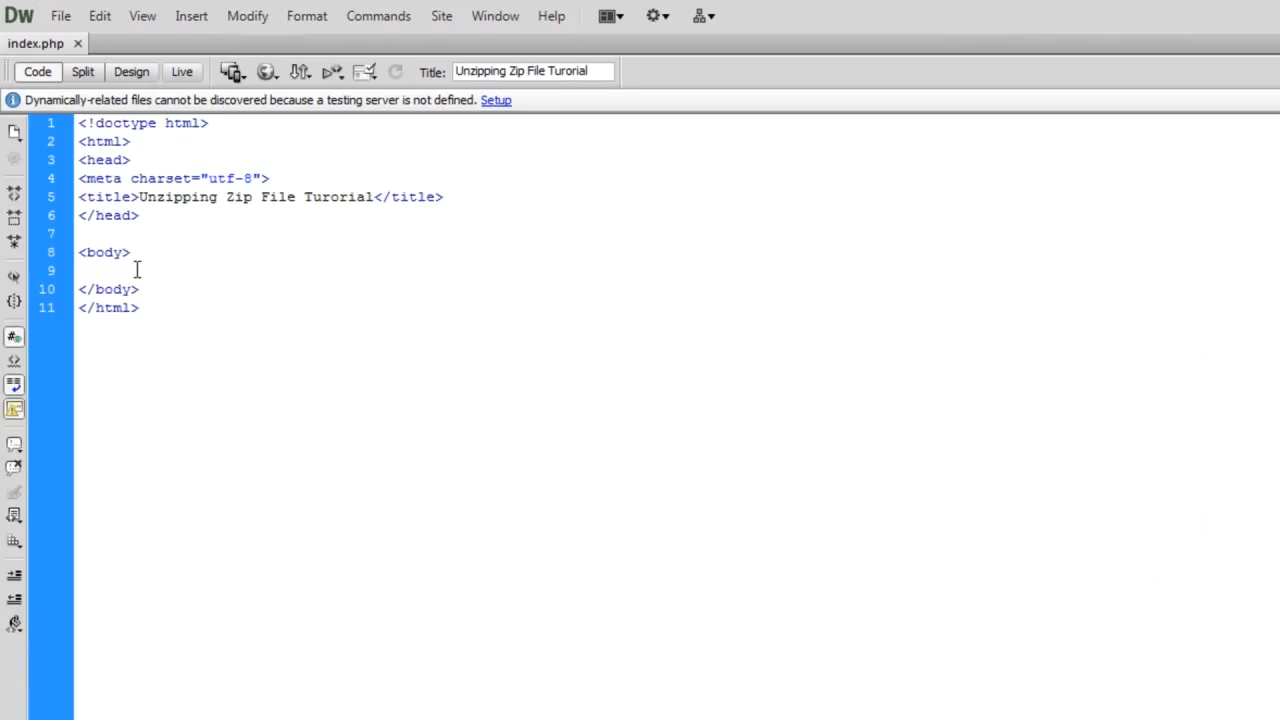 Dw File Edit View Insert Modify Format Commands Site Window Help
index.php
Code Split Design Live Title: Unzipping Zip File Turorial
Dynamically-related files cannot be discovered because a testing server is not defined. Setup
1 <!doctype html>
2 <html>
3 <head>
4 <meta charset="utf-8">
5 <title>Unzipping Zip File Turorial</title>
6 </head>
7
8 <body>
9
10 </body>
11 </html>